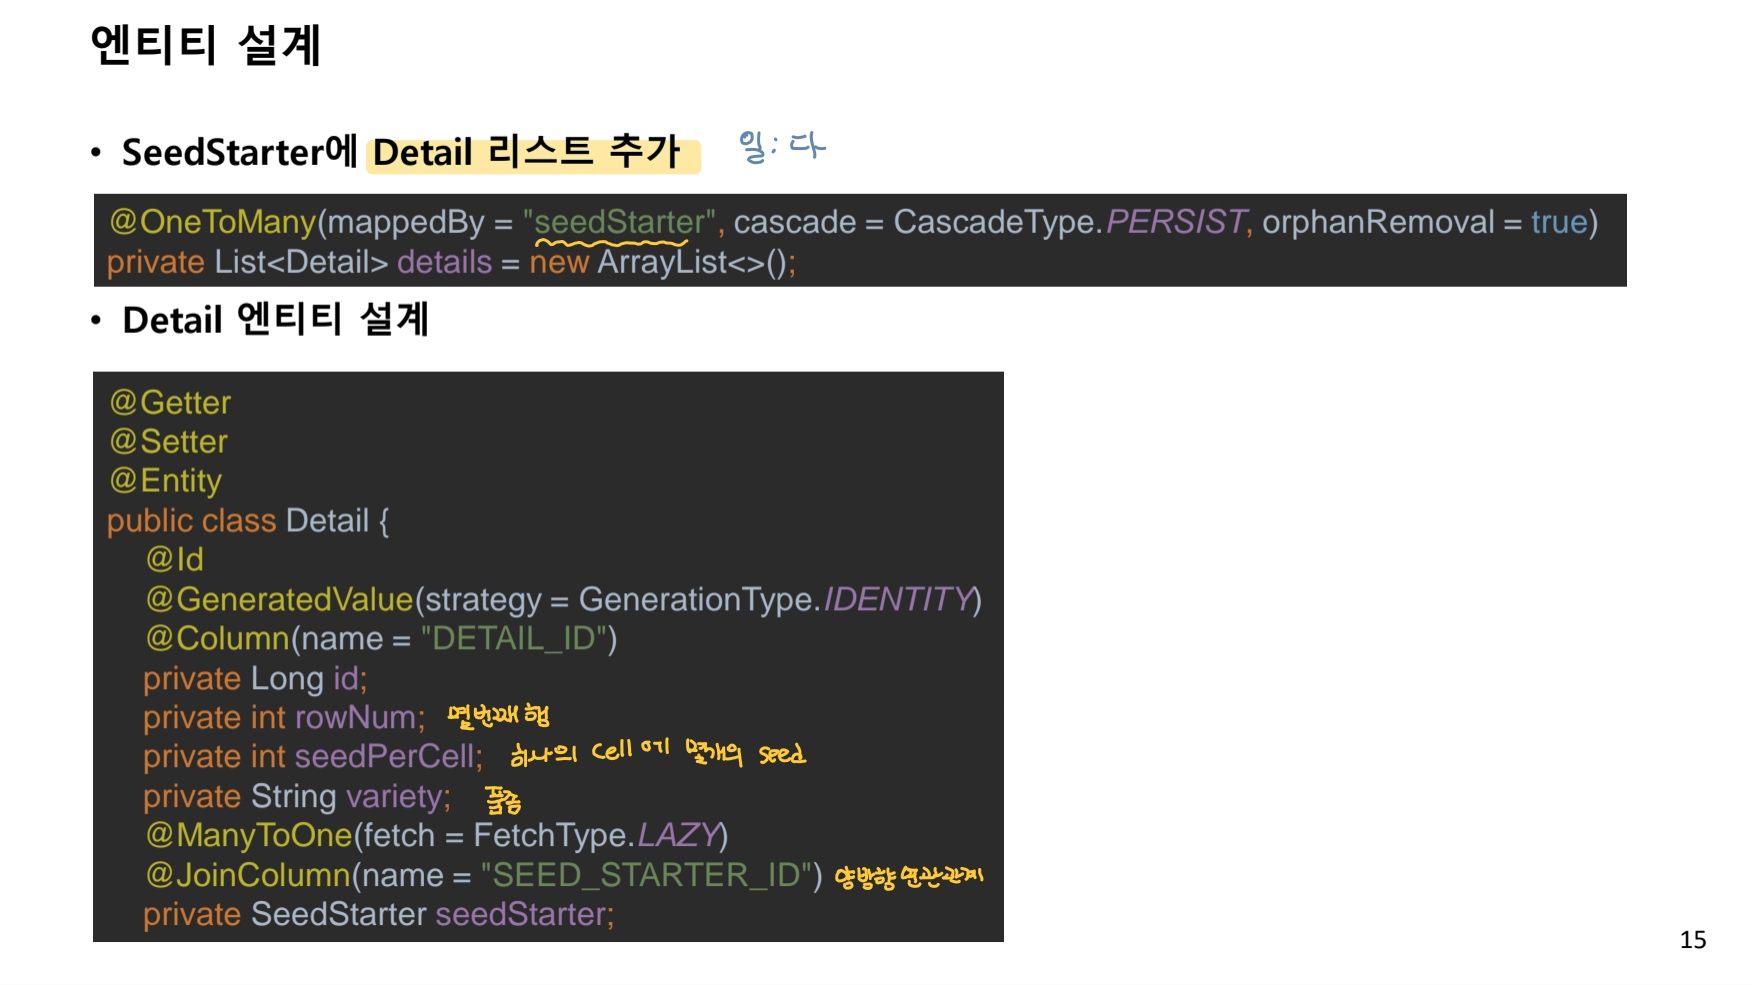 엔티티 설계
• SeedStarter에 Detail 리스트 추가 일:다
@OneToMany(mappedBy = "seedStarter", cascade = CascadeType.PERSIST, orphanRemoval = true)
private List<Detail> details = new ArrayList<>();
• Detail 엔티티 설계
@Getter
@Setter
@Entity
public class Detail {
@Id
@GeneratedValue(strategy = GenerationType.IDENTITY)
@Column(name = "DETAIL_ID")
private Long id;
private int rowNum;몇번째 행
private int seedPerCell; 하나의 Cell에 몇개의 seed
private String variety; 품종
@ManyToOne(fetch = FetchType.LAZY)
@JoinColumn(name = "SEED_STARTER_ID") 양방향 연관관계
private SeedStarter seedStarter;
15